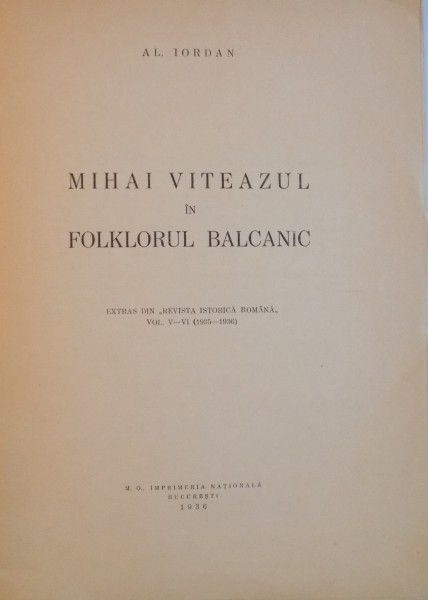 AL. IORDAN
MIHAI VITEAZUL
ÎN
FOLKLORUL BALCANIC
EXTRAS DIN „REVISTA ISTORICĂ ROMÂNĂ„
VOL. V—VI (1935—1936)
M. O., IMPRIMERIA NAȚIONALĂ
BUCUREȘTI
1936